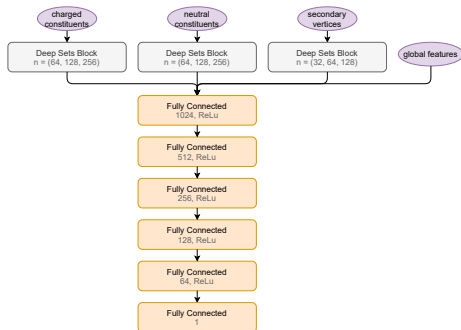 charged
constituents
neutral
constituents
secondary
vertices
Deep Sets Block
n = (64, 128, 256)
Deep Sets Block
n = (64, 128, 256)
Deep Sets Block
n = (32, 64, 128)
global features
Fully Connected
1024, ReLu
Fully Connected
512, ReLu
Fully Connected
256, ReLu
Fully Connected
128, ReLu
Fully Connected
64, ReLu
Fully Connected
1